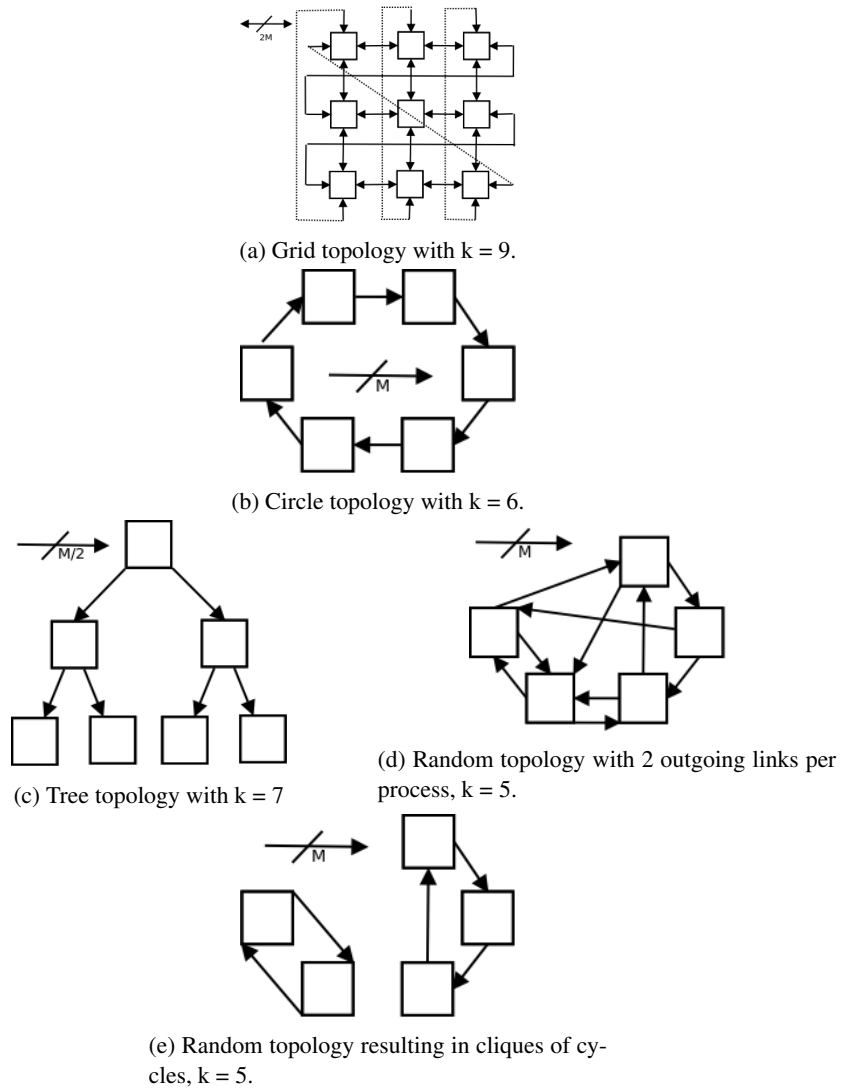 2M
(a) Grid topology with k = 9.
M
(b) Circle topology with k = 6.
M/2
(c) Tree topology with k = 7
M
(d) Random topology with 2 outgoing links per
process, k = 5.
M
(e) Random topology resulting in cliques of cy-
cles, k = 5.